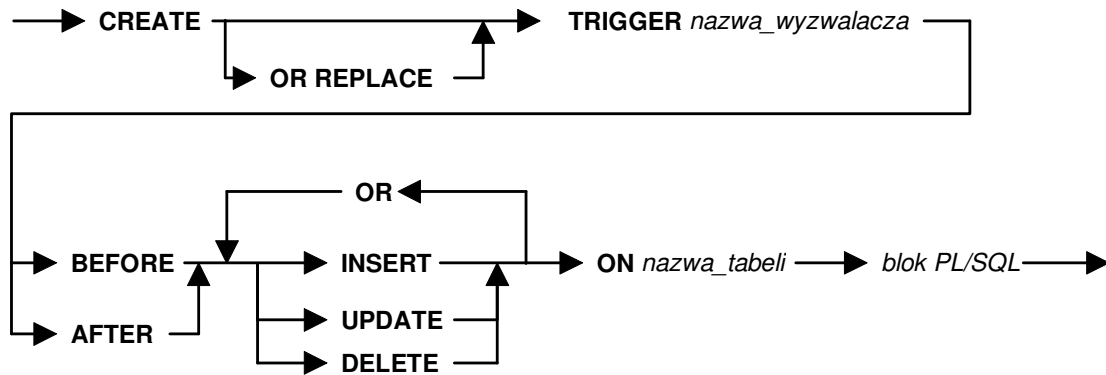 CREATE TRIGGER nazwa_wyzwalacza
OR REPLACE
OR
BEFORE INSERT ON nazwa_tabeli blok PL/SQL
UPDATE
AFTER
DELETE